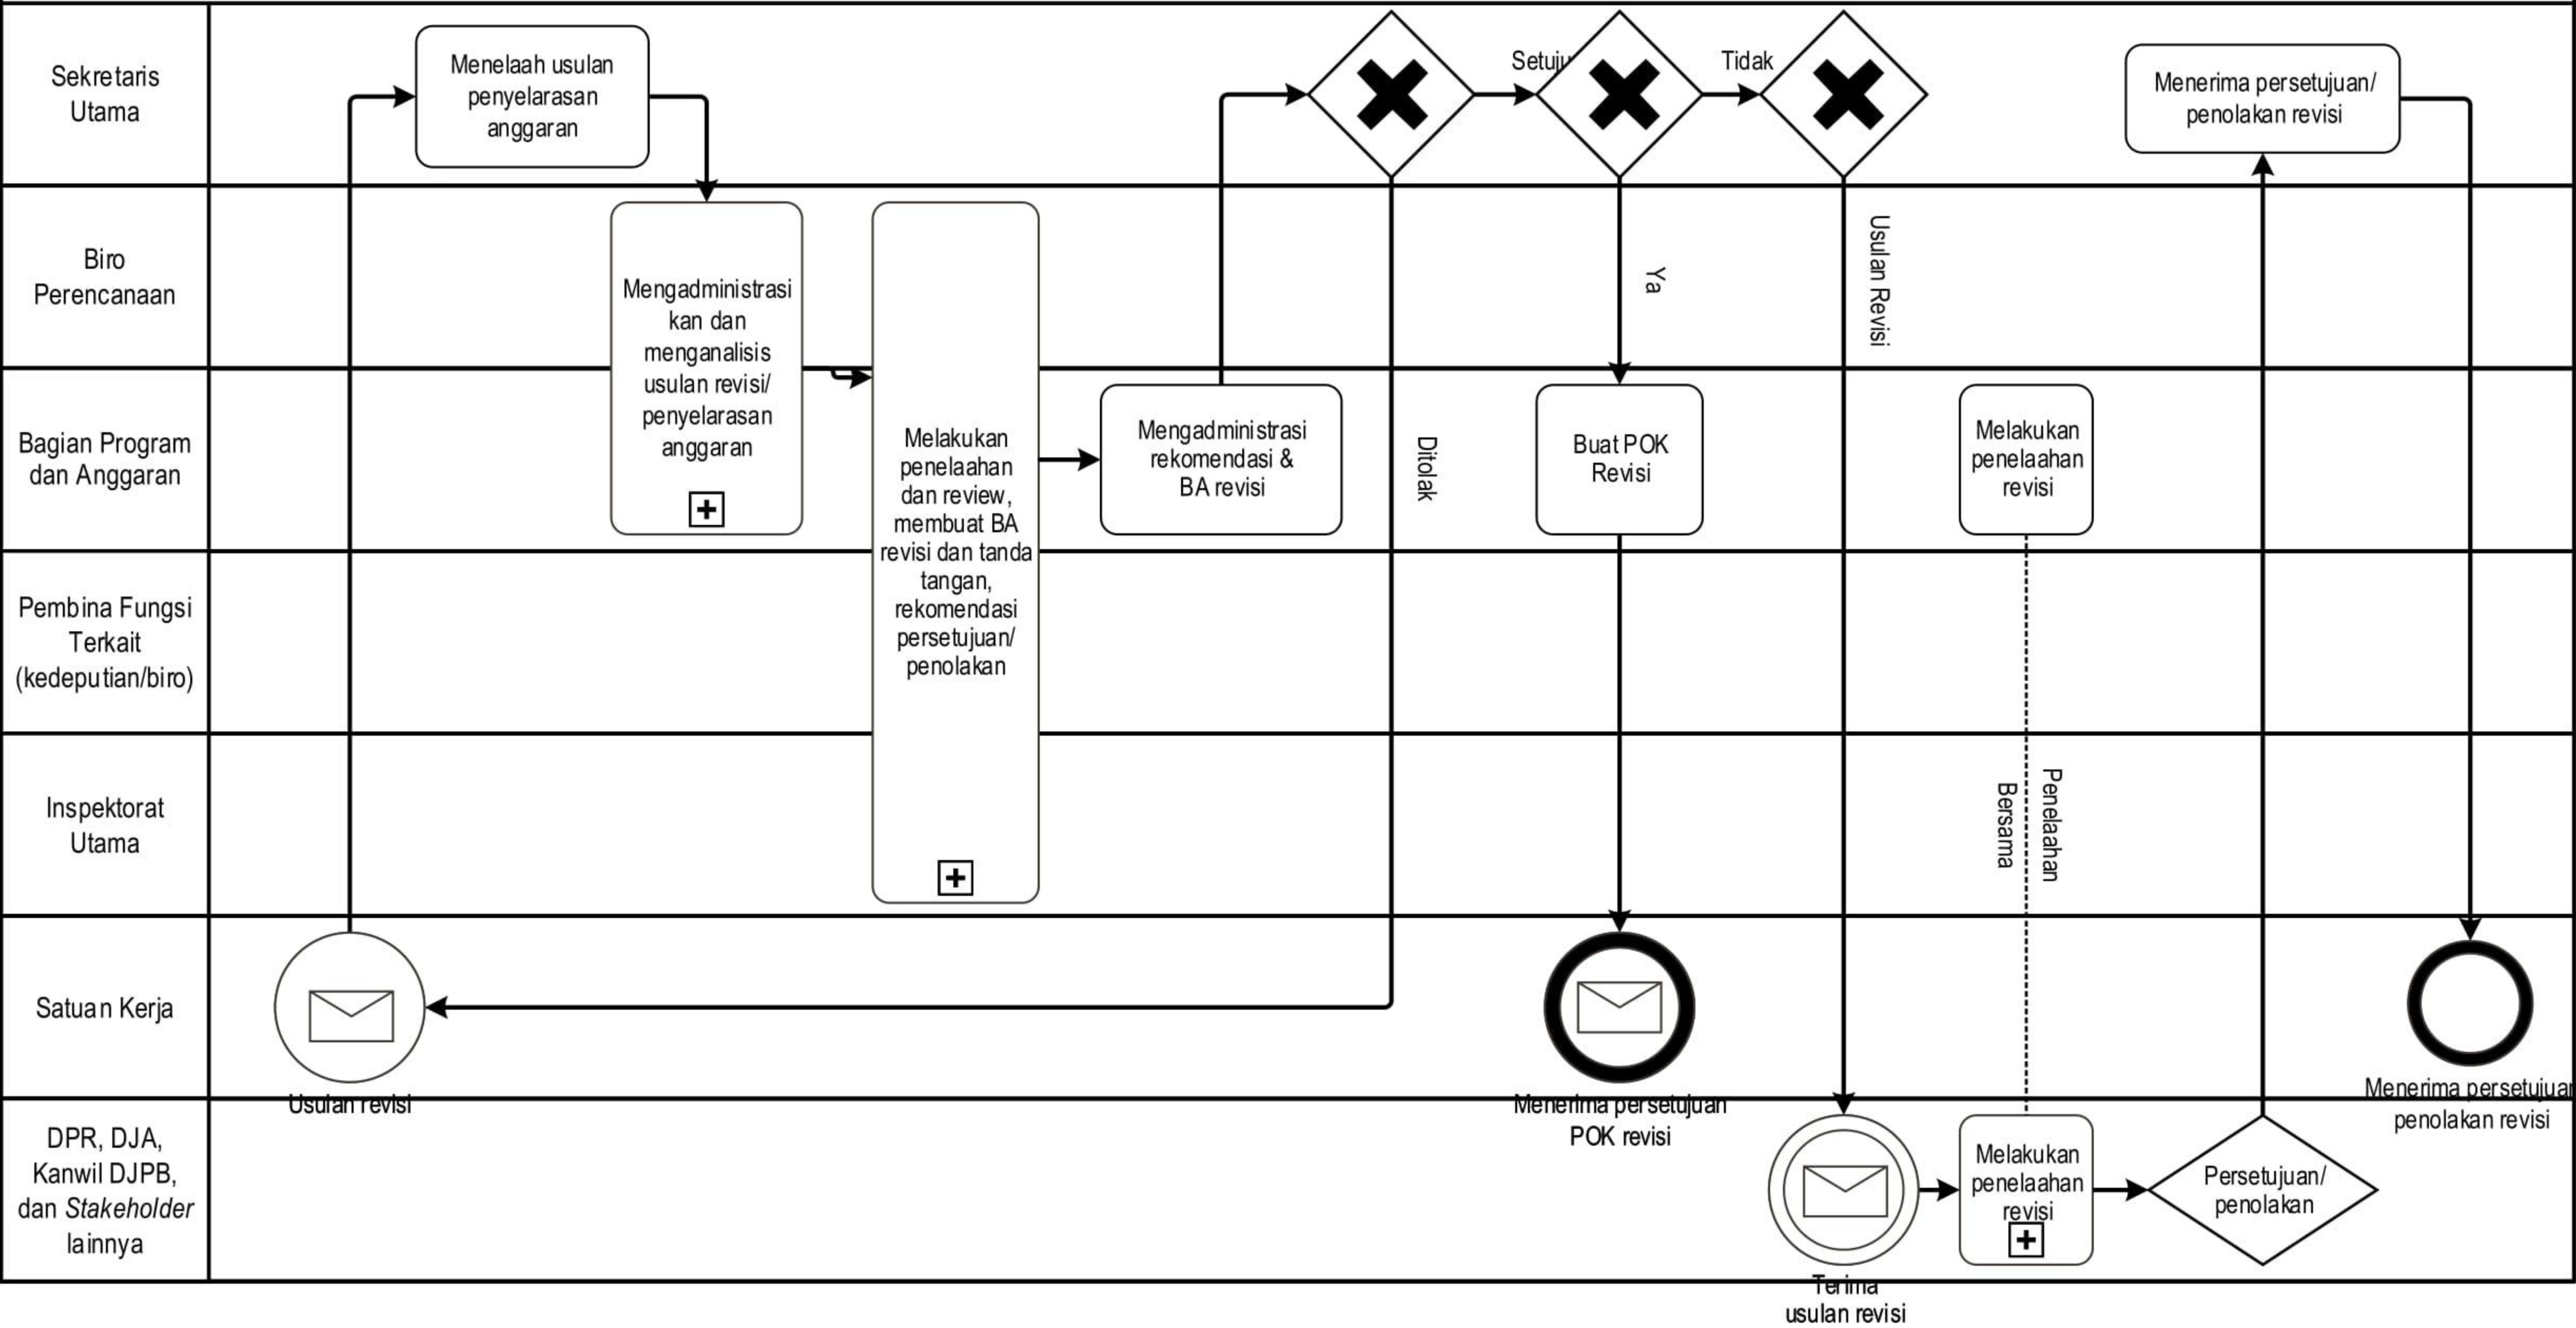 Sekretaris
Utama
Menelaah usulan
penyelarasan
anggaran
Setuju
Tidak
Menerima persetujuan/
penolakan revisi
Biro
Perencanaan
Mengadministrasi
kan dan
menganalisis
usulan revisi/
penyelarasan
anggaran
Ya
Usulan Revisi
Bagian Program
dan Anggaran
Melakukan
penelaahan
dan review,
membuat BA
revisi dan tanda
tangan,
rekomendasi
persetujuan/
penolakan
Mengadministrasi
rekomendasi &
BA revisi
Ditolak
Buat POK
Revisi
Melakukan
penelaahan
revisi
Pembina Fungsi
Terkait
(kedeputian/biro)
Inspektorat
Utama
Penelaahan
Bersama
Satuan Kerja
Usulan revisi
Menerima persetujuan
POK revisi
Menerima persetujuan
penolakan revisi
DPR, DJA,
Kanwil DJPB,
dan Stakeholder
lainnya
Terima
usulan revisi
Melakukan
penelaahan
revisi
Persetujuan/
penolakan